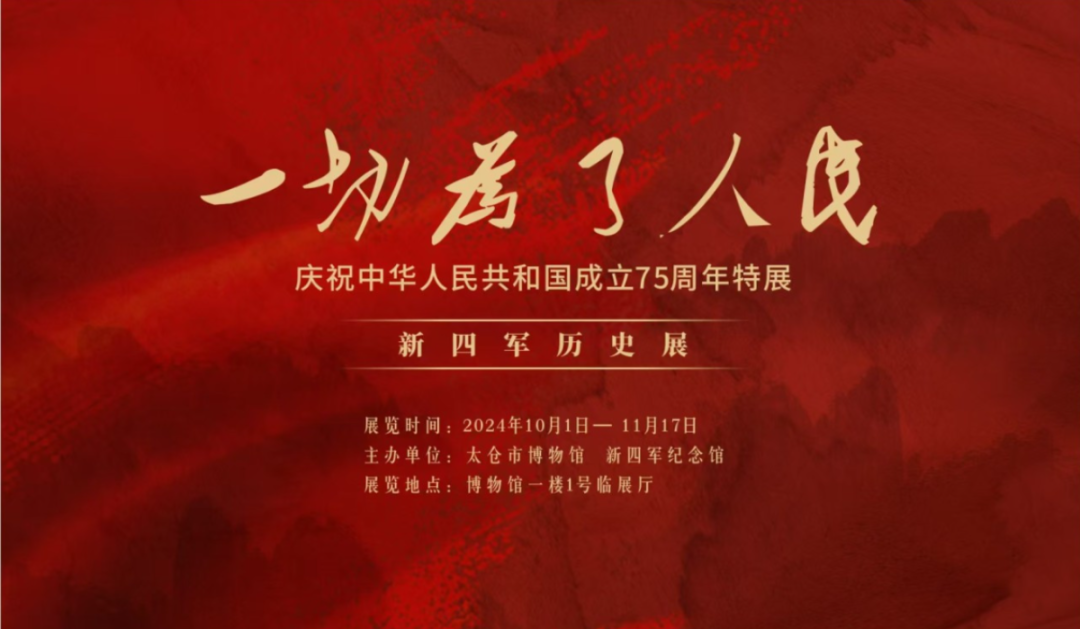 一切为了人民
庆祝中华人民共和国成立75周年特展
新四军历史展
展览时间：2024年10月1日— 11月17日
主办单位：太仓市博物馆 新四军纪念馆
展览地点：博物馆一楼1号临展厅